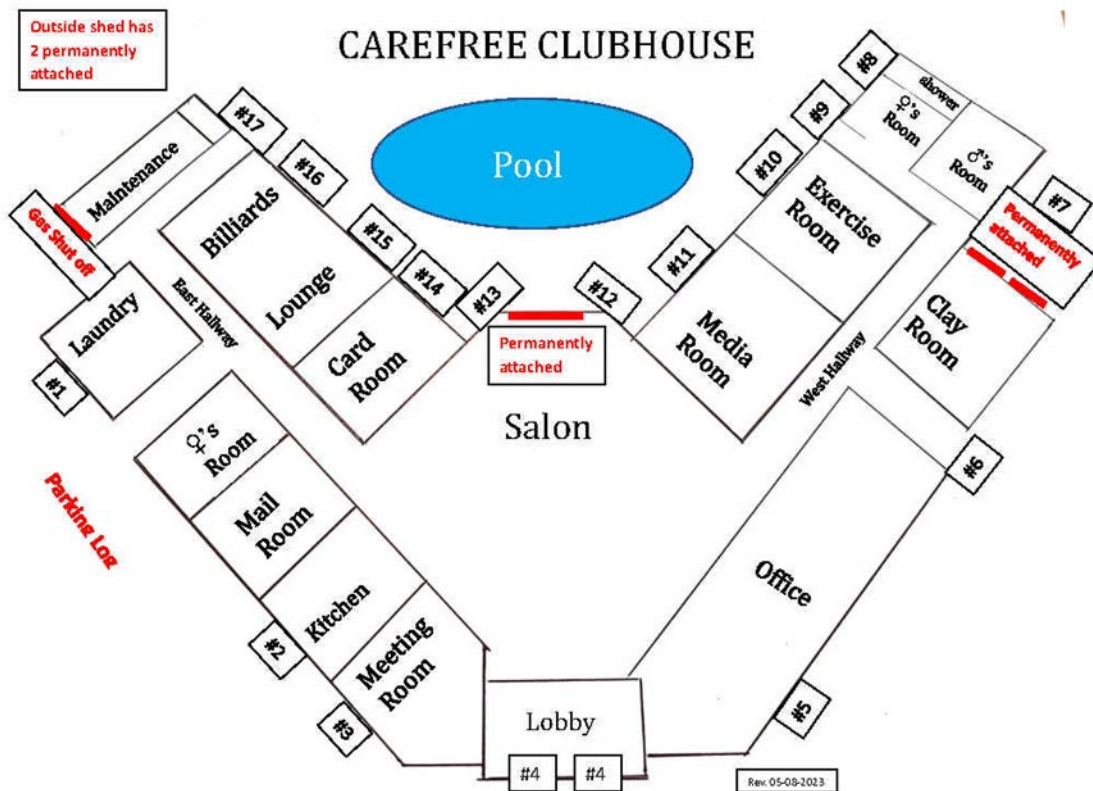 Outside shed has
2 permanently
attached
CAREFREE CLUBHOUSE
#17
#16
#15
#14
#13
Pool
#12
#11
#10
#9
#8
shower
♀'s
Room
♂'s
Room
#7
Permanently
attached
Maintenance
Gas Shut off
Billiards
Lounge
Card
Room
East Hallway
Laundry
#1
Exercise
Room
Media
Room
West Hallway
Clay
Room
Permanently
attached
Salon
♀'s
Room
Mail
Room
Kitchen
Meeting
Room
Parking Log
#2
#3
Office
#6
#5
Lobby
#4
#4
Rev. 05-08-2023